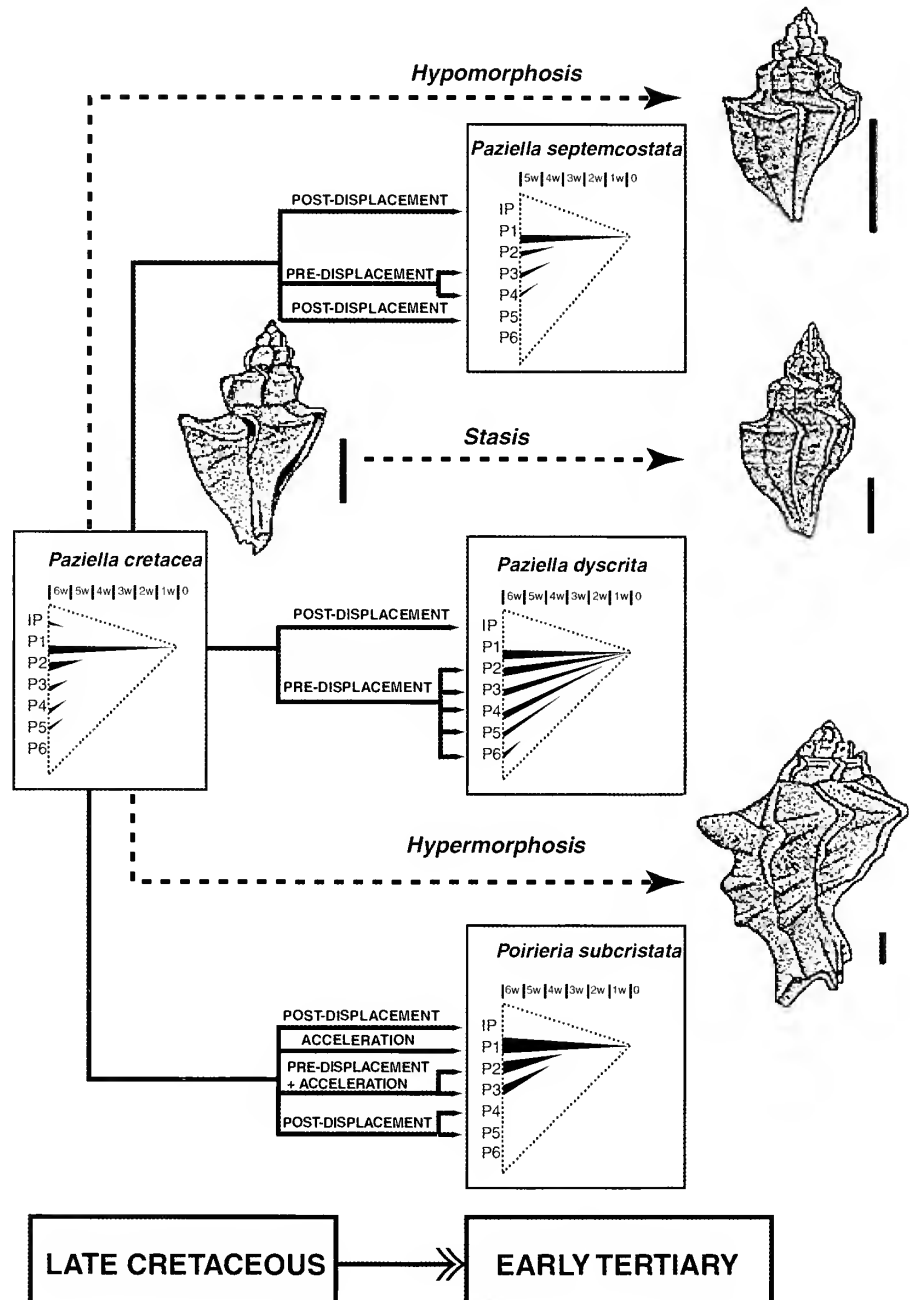 Hypomorphosis
Paziella septemcostata
5w 4w 3w 2w 1w 0
IP
P1
P2
P3
P4
P5
P6
POST-DISPLACEMENT
PRE-DISPLACEMENT
POST-DISPLACEMENT
Stasis
Paziella cretacea
6w 5w 4w 3w 2w 1w 0
IP
P1
P2
P3
P4
P5
P6
Paziella dyscrita
6w 5w 4w 3w 2w 1w 0
IP
P1
P2
P3
P4
P5
P6
POST-DISPLACEMENT
PRE-DISPLACEMENT
Hypermorphosis
Poirieria subcristata
6w 5w 4w 3w 2w 1w 0
IP
P1
P2
P3
P4
P5
P6
POST-DISPLACEMENT
ACCELERATION
PRE-DISPLACEMENT
+ ACCELERATION
POST-DISPLACEMENT
LATE CRETACEOUS
EARLY TERTIARY